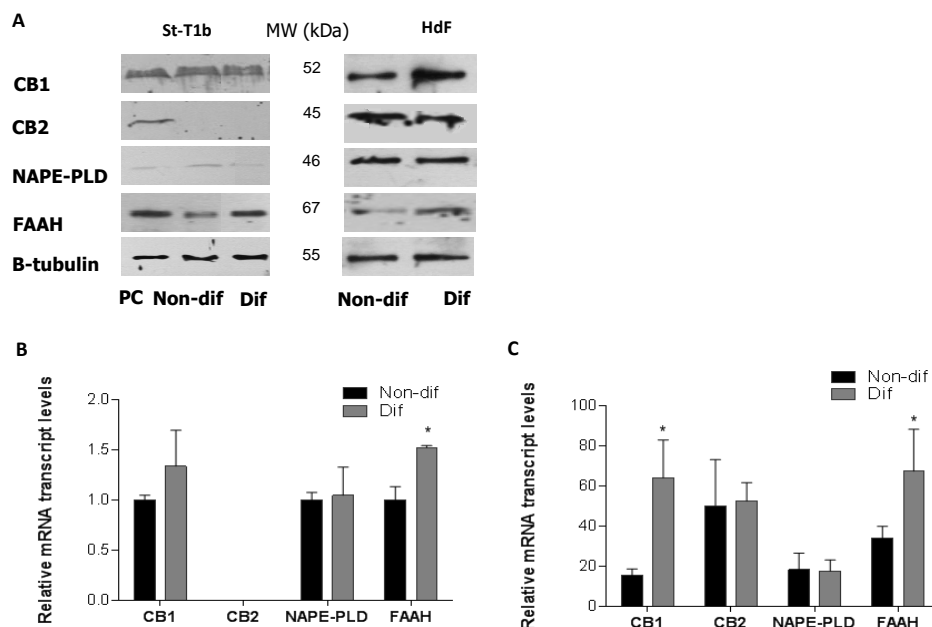 A
St-T1b MW (kDa) HdF
CB1 52
CB2 45
NAPE-PLD 46
FAAH 67
B-tubulin 55
PC Non-dif Dif Non-dif Dif
B
Relative mRNA transcript levels
Non-dif
Dif
2.0
1.5
1.0
0.5
0.0
*
CB1 CB2 NAPE-PLD FAAH
C
Relative mRNA transcript levels
Non-dif
Dif
100
80
60
40
20
0
* *
CB1 CB2 NAPE-PLD FAAH